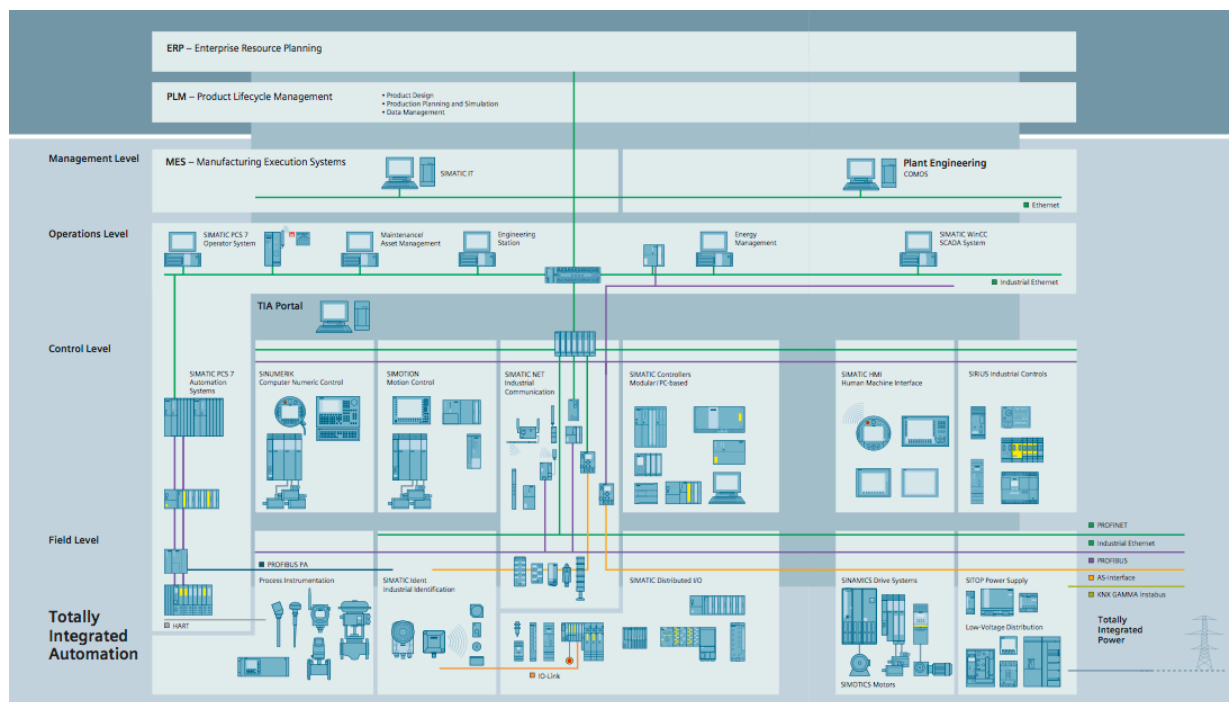 ERP – Enterprise Resource Planning
PLM – Product Lifecycle Management
• Product Design
• Production Planning and Simulation
• Data Management
Management Level
MES – Manufacturing Execution Systems
SIMATIC IT
Plant Engineering
COMOS
Ethernet
Operations Level
SIMATIC PCS 7
Operator System
Maintenance/
Asset Management
Engineering
Station
Energy
Management
SIMATIC WinCC
SCADA System
Industrial Ethernet
TIA Portal
Control Level
SIMATIC PCS 7
Automation
Systems
SINUMERIK
Computer Numeric Control
SIMOTION
Motion Control
SIMATIC NET
Industrial
Communication
SIMATIC Controllers
Modular/PC-based
SIMATIC HMI
Human Machine Interface
SIRIUS Industrial Controls
Field Level
PROFINET
Industrial Ethernet
PROFIBUS
AS-Interface
KNX GAMMA Instabus
PROFIBUS PA
Process Instrumentation
SIMATIC Ident
Industrial Identification
SIMATIC Distributed I/O
SINAMICS Drive Systems
SITOP Power Supply
Low-Voltage Distribution
HART
Totally
Integrated
Automation
IO-Link
SIMOTICS Motors
Totally
Integrated
Power